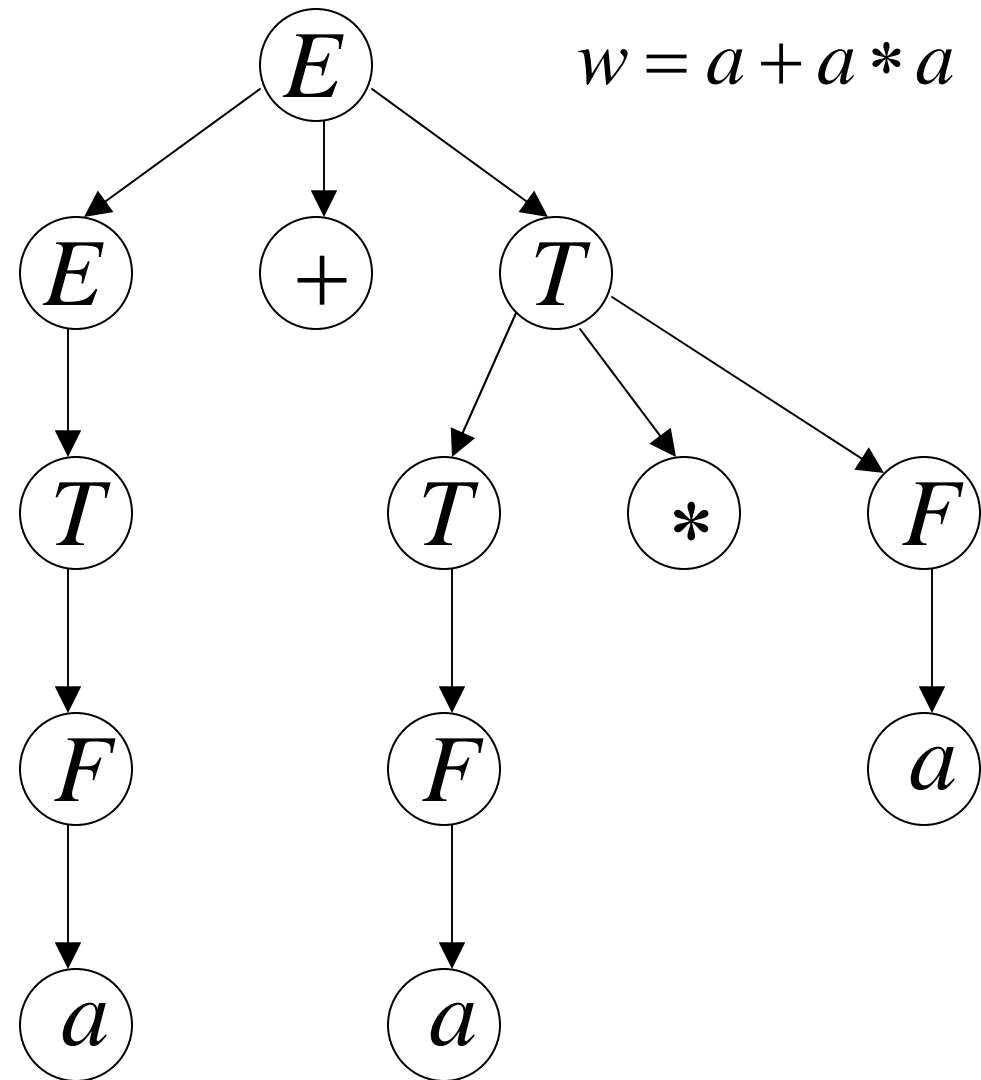 E
w = a + a * a
E + T
T T * F
F F a
a a